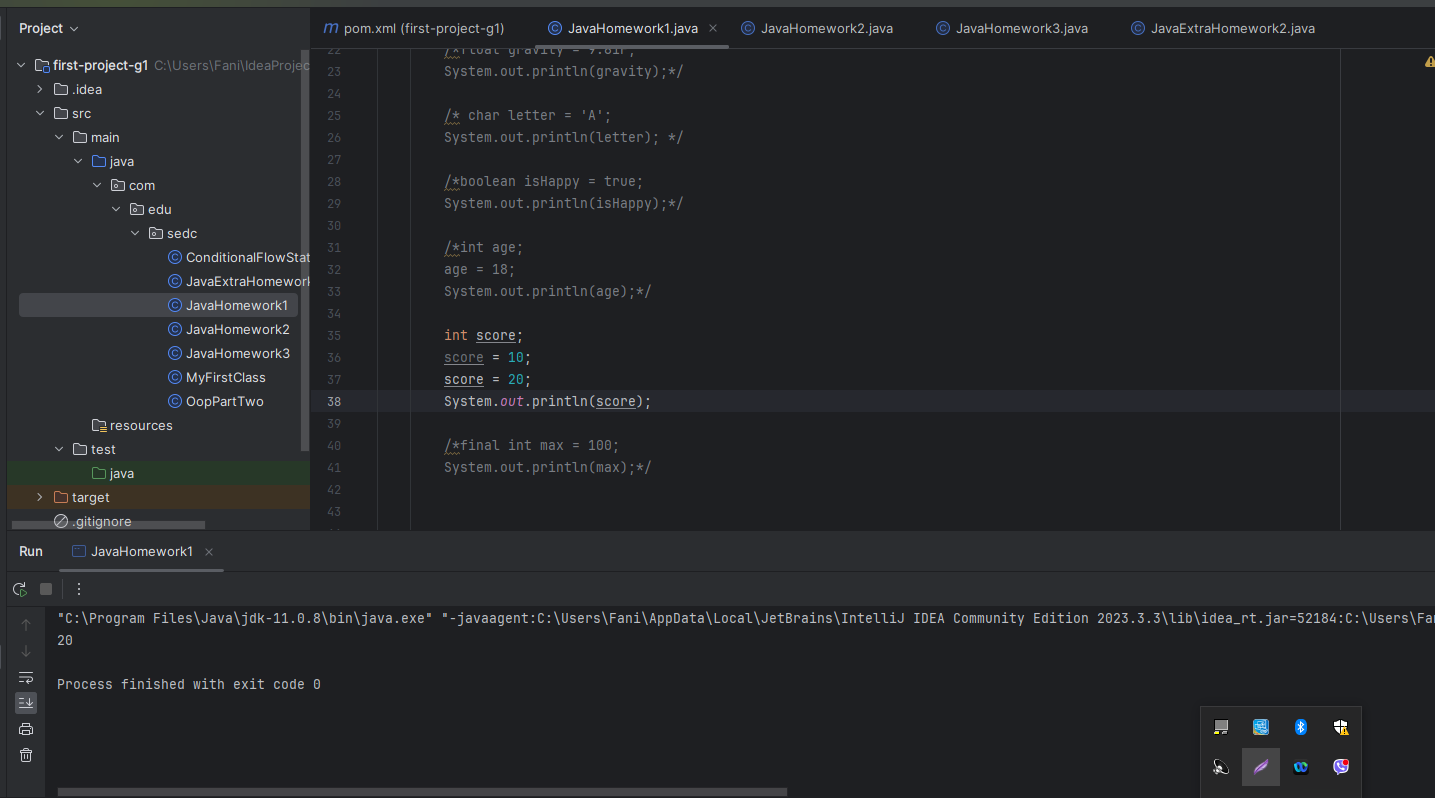 Project
pom.xml (first-project-g1)
JavaHomework1.java
JavaHomework2.java
JavaHomework3.java
JavaExtraHomework2.java
first-project-g1 C:\Users\Fani\IdeaProjec
.idea
src
main
java
com
edu
sedc
ConditionalFlowStat
JavaExtraHomework
JavaHomework1
JavaHomework2
JavaHomework3
MyFirstClass
OopPartTwo
resources
test
java
target
.gitignore
22 /*float gravity = 9.81f;
23 System.out.println(gravity);*/
24
25 /* char letter = 'A';
26 System.out.println(letter); */
27
28 /*boolean isHappy = true;
29 System.out.println(isHappy);*/
30
31 /*int age;
32 age = 18;
33 System.out.println(age);*/
34
35 int score;
36 score = 10;
37 score = 20;
38 System.out.println(score);
39
40 /*final int max = 100;
41 System.out.println(max);*/
42
43
Run
JavaHomework1
"C:\Program Files\Java\jdk-11.0.8\bin\java.exe" "-javaagent:C:\Users\Fani\AppData\Local\JetBrains\IntelliJ IDEA Community Edition 2023.3.3\lib\idea_rt.jar=52184:C:\Users\Fan
20
Process finished with exit code 0